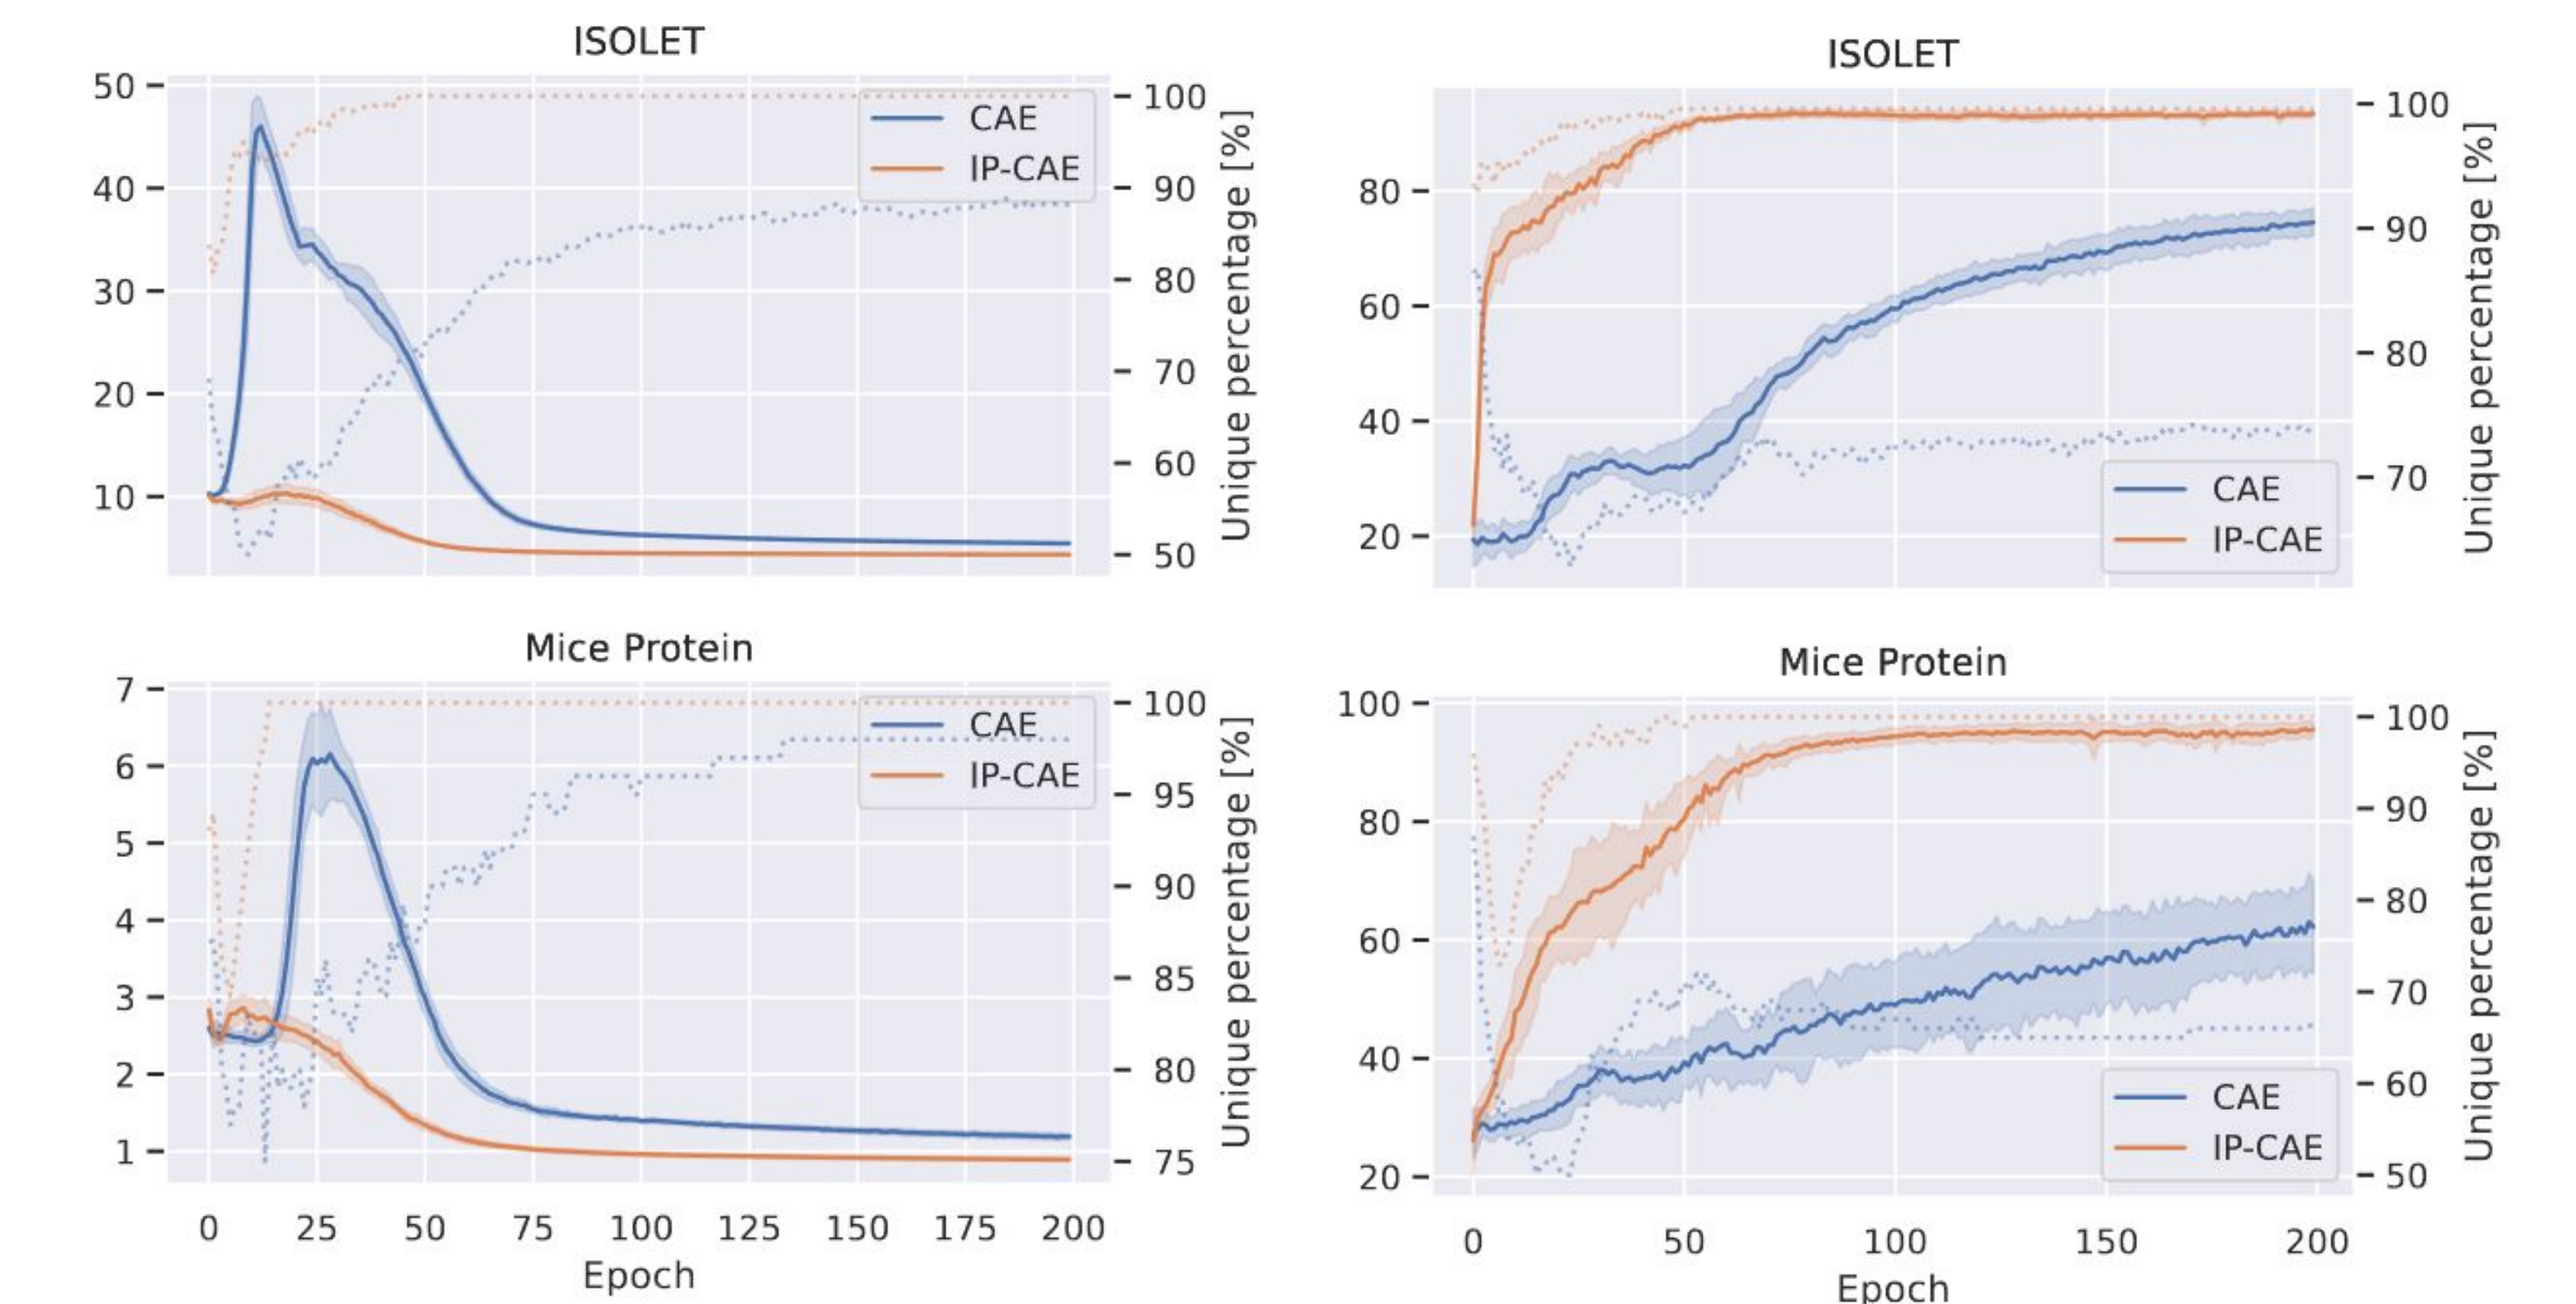 ISOLET
50
40
30
20
10
100
90
80
70
60
50
Unique percentage [%]
CAE
IP-CAE
ISOLET
80
60
40
20
100
90
80
70
Unique percentage [%]
CAE
IP-CAE
Mice Protein
7
6
5
4
3
2
1
100
95
90
85
80
75
Unique percentage [%]
CAE
IP-CAE
0 25 50 75 100 125 150 175 200
Epoch
Mice Protein
100
80
60
40
20
100
90
80
70
60
50
Unique percentage [%]
CAE
IP-CAE
0 50 100 150 200
Epoch